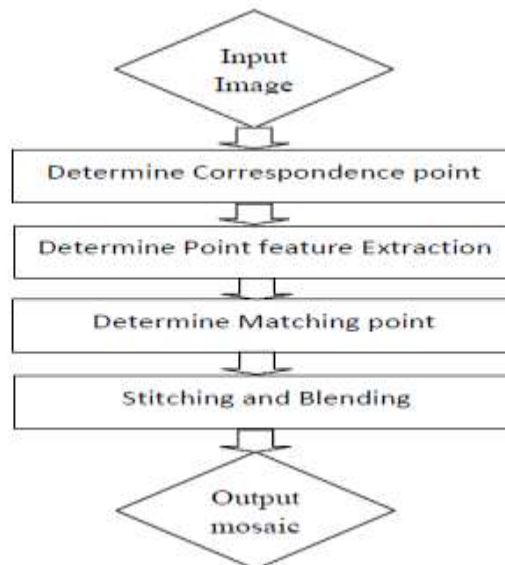 Input
Image
Determine Correspondence point
Determine Point feature Extraction
Determine Matching point
Stitching and Blending
Output
mosaic